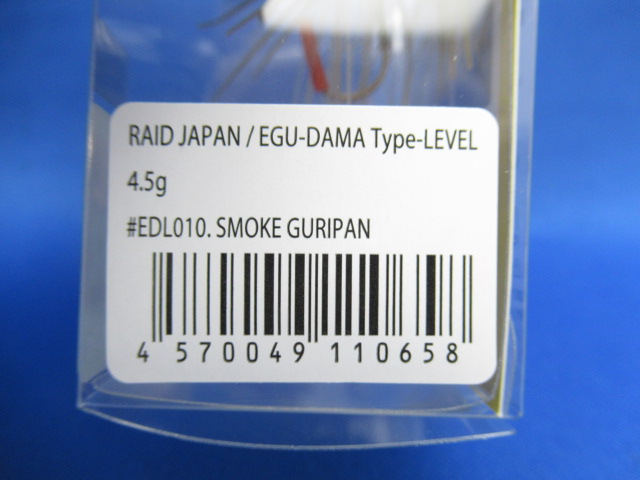 RAID JAPAN / EGU-DAMA Type-LEVEL
4.5g
#EDL010. SMOKE GURIPAN
4 570049 110658